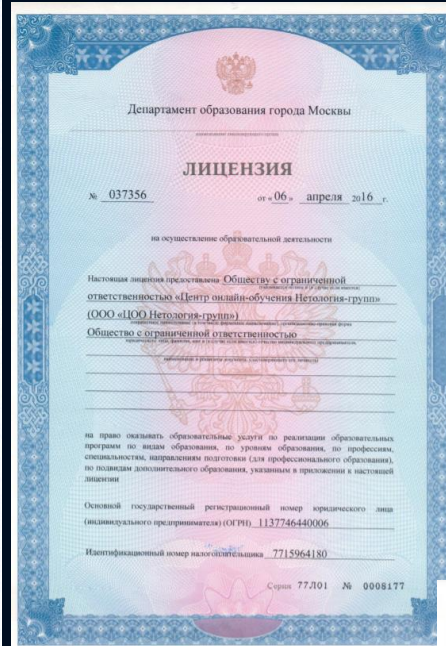 Департамент образования города Москвы
ЛИЦЕНЗИЯ
№ 037356 от « 06 » апреля 2016 г.
на осуществление образовательной деятельности
Настоящая лицензия предоставлена Обществу с ограниченной
ответственностью «Центр онлайн-обучения Нетология-групп»
(ООО «ЦОО Нетология-групп»)
Общество с ограниченной ответственностью
на право оказывать образовательные услуги по реализации образовательных
программ по видам образования, по уровням образования, по профессиям,
специальностям, направлениям подготовки (для профессионального образования),
по подвидам дополнительного образования, указанным в приложении к настоящей
лицензии
Основной государственный регистрационный номер юридического лица
(индивидуального предпринимателя) (ОГРН) 1137746440006
Идентификационный номер налогоплательщика 7715964180
Серия 77Л01 № 0008177